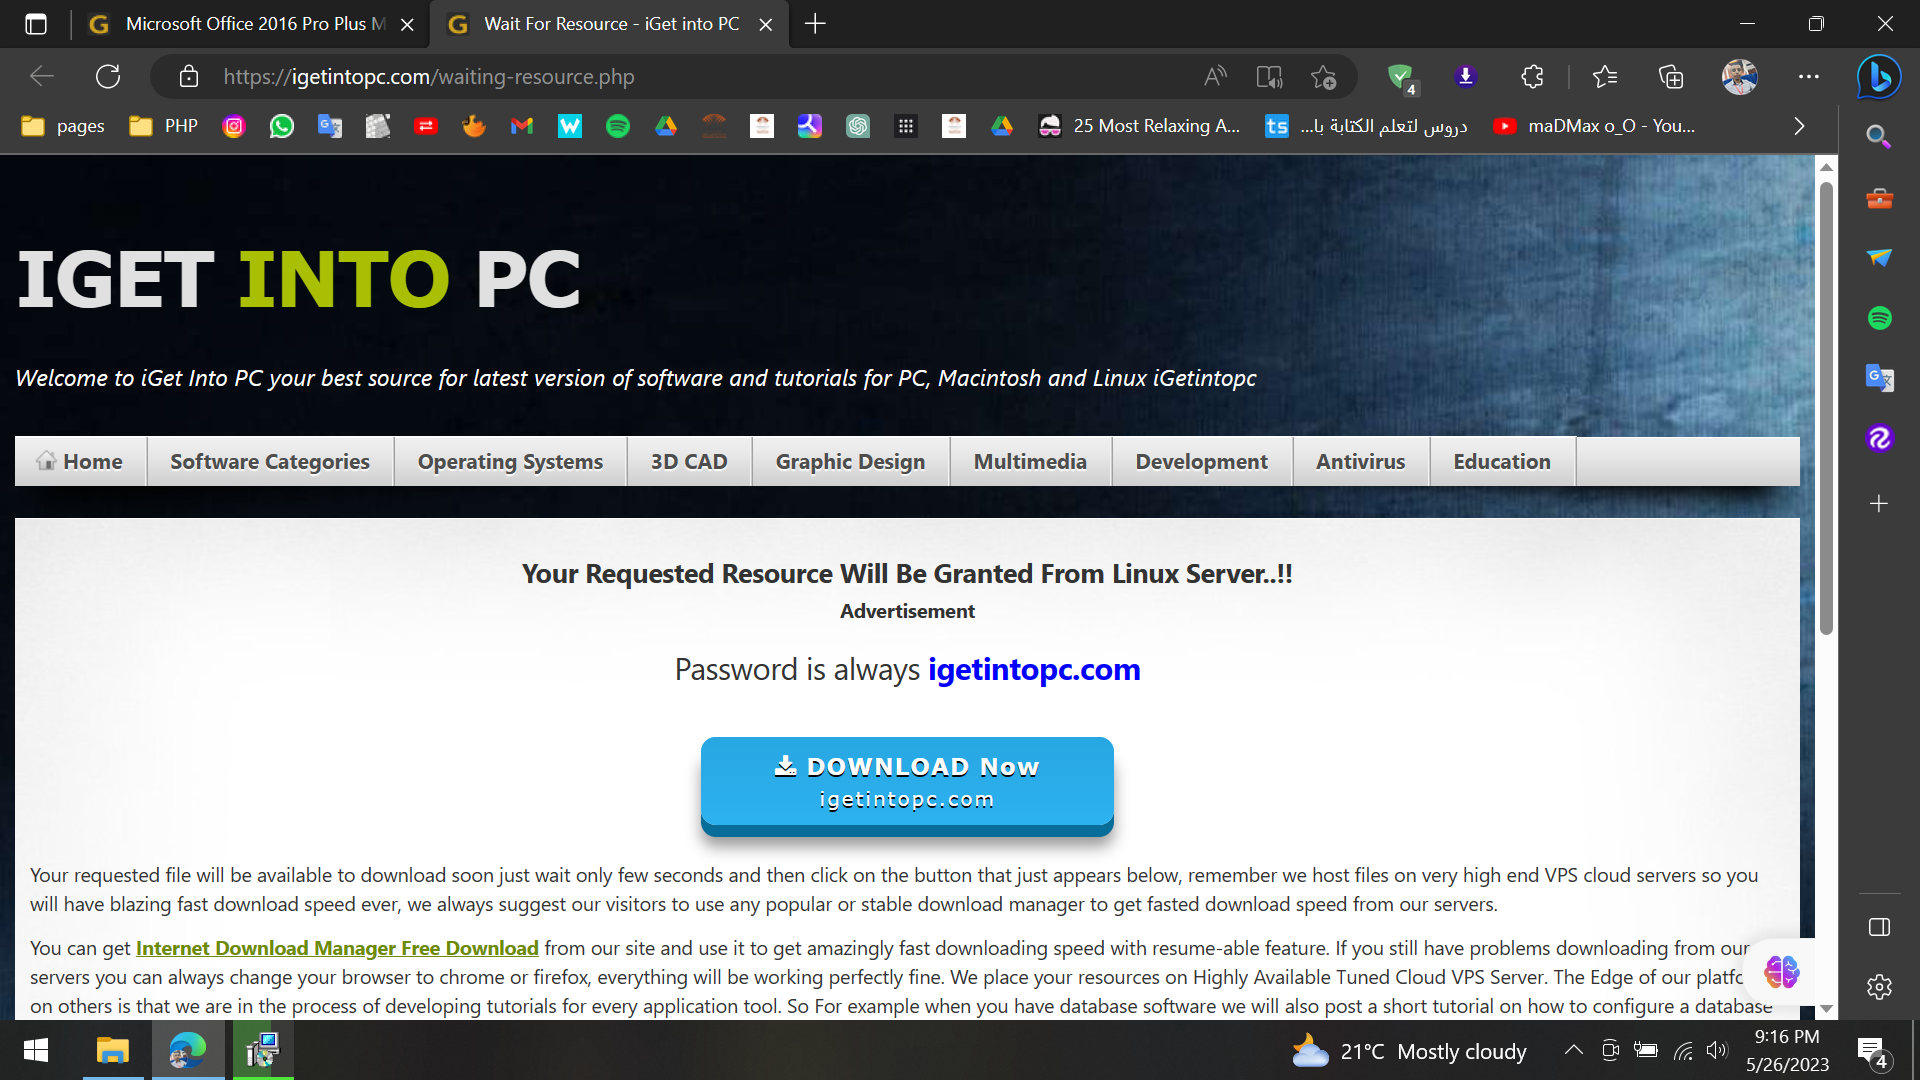 Microsoft Office 2016 Pro Plus M
Wait For Resource - iGet into PC
https://igetintopc.com/waiting-resource.php
4
pages
PHP
25 Most Relaxing A...
دروس لتعلم الكتابة با...
maDMax o_O - You...
IGET INTO PC
Welcome to iGet Into PC your best source for latest version of software and tutorials for PC, Macintosh and Linux iGetintopc
Home
Software Categories
Operating Systems
3D CAD
Graphic Design
Multimedia
Development
Antivirus
Education
Your Requested Resource Will Be Granted From Linux Server..!!
Advertisement
Password is always igetintopc.com
DOWNLOAD Now
igetintopc.com
Your requested file will be available to download soon just wait only few seconds and then click on the button that just appears below, remember we host files on very high end VPS cloud servers so you
will have blazing fast download speed ever, we always suggest our visitors to use any popular or stable download manager to get fasted download speed from our servers.
You can get Internet Download Manager Free Download from our site and use it to get amazingly fast downloading speed with resume-able feature. If you still have problems downloading from our
servers you can always change your browser to chrome or firefox, everything will be working perfectly fine. We place your resources on Highly Available Tuned Cloud VPS Server. The Edge of our platfo
on others is that we are in the process of developing tutorials for every application tool. So For example when you have database software we will also post a short tutorial on how to configure a database
21°C Mostly cloudy
9:16 PM
5/26/2023
4